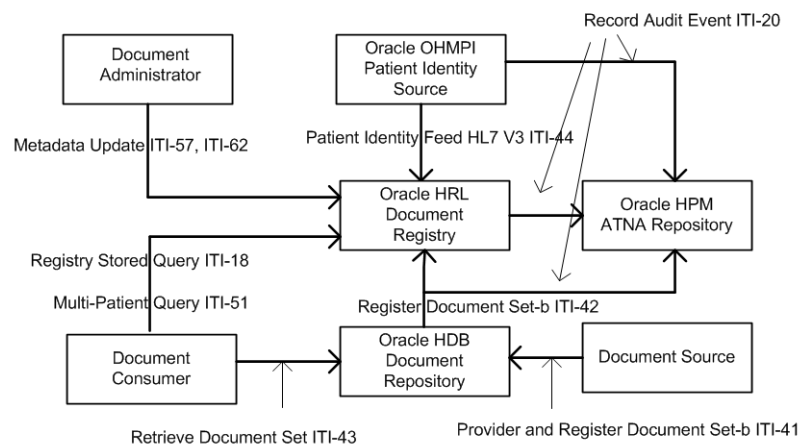 Record Audit Event ITI-20
Document
Administrator
Oracle OHMPI
Patient Identity
Source
Metadata Update ITI-57, ITI-62
Patient Identity Feed HL7 V3 ITI-44
Oracle HRL
Document
Registry
Oracle HPM
ATNA Repository
Registry Stored Query ITI-18
Multi-Patient Query ITI-51
Register Document Set-b ITI-42
Document
Consumer
Oracle HDB
Document
Repository
Document Source
Retrieve Document Set ITI-43
Provider and Register Document Set-b ITI-41